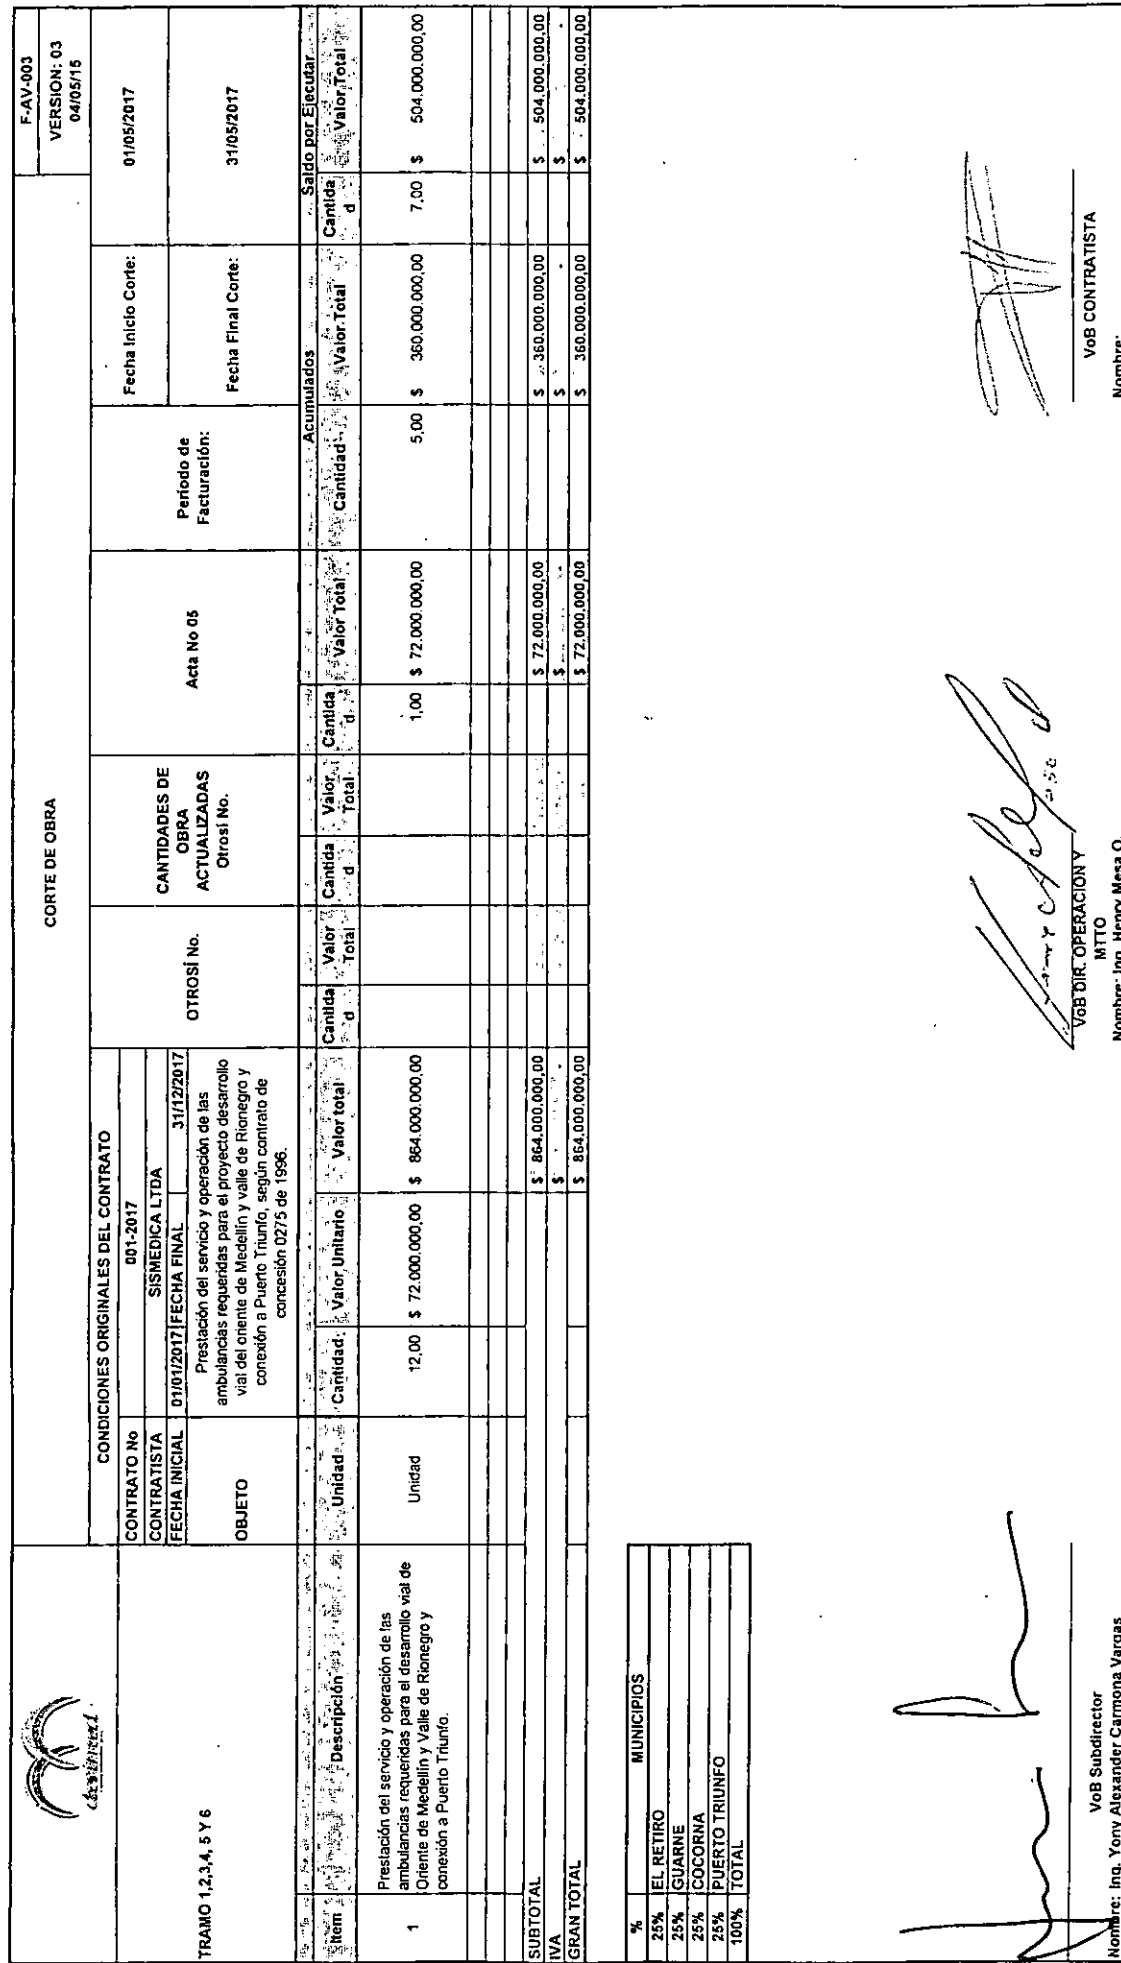 CORTE DE OBRA
F-AV-003
VERSION: 03
04/05/15
TRAMO 1,2,3,4, 5 Y 6
CONDICIONES ORIGINALES DEL CONTRATO
CONTRATO No 001-2017
CONTRATISTA SISMEDICA LTDA
FECHA INICIAL 01/01/2017 FECHA FINAL 31/12/2017
OBJETO
Prestación del servicio y operación de las
ambulancias requeridas para el proyecto desarrollo
vial del oriente de Medellín y valle de Rionegro y
conexión a Puerto Triunfo, según contrato de
concesión 0275 de 1996.
OTROSÍ No.
CANTIDADES DE
OBRA
ACTUALIZADAS
Otrosí No.
Acta No 05
Periodo de
Facturación:
Fecha Inicio Corte: 01/05/2017
Fecha Final Corte: 31/05/2017
Acumulados Saldo por Ejecutar
Item Descripción Unidad Cantidad Valor Unitario Valor total Cantida d Valor Total Cantida d Valor Total Cantida d Valor Total Cantidad Valor Total Cantida d Valor Total
1
Prestación del servicio y operación de las
ambulancias requeridas para el desarrollo vial de
Oriente de Medellín y Valle de Rionegro y
conexión a Puerto Triunfo.
Unidad 12,00 $ 72.000.000,00 $ 864.000.000,00 1,00 $ 72.000.000,00 5,00 $ 360.000.000,00 7,00 $ 504.000.000,00
SUBTOTAL $ 864.000.000,00 $ 72.000.000,00 $ 360.000.000,00 $ 504.000.000,00
IVA $ - $ - $ - $ -
GRAN TOTAL $ 864.000.000,00 $ 72.000.000,00 $ 360.000.000,00 $ 504.000.000,00
% MUNICIPIOS
25% EL RETIRO
25% GUARNE
25% COCORNA
25% PUERTO TRIUNFO
100% TOTAL
VoB Subdirector
Nombre: Ing. Yony Alexander Carmona Vargas
VoB DIR. OPERACIÓN Y
MTTO
Nombre: Ing. Henry Mesa O.
VoB CONTRATISTA
Nombre: